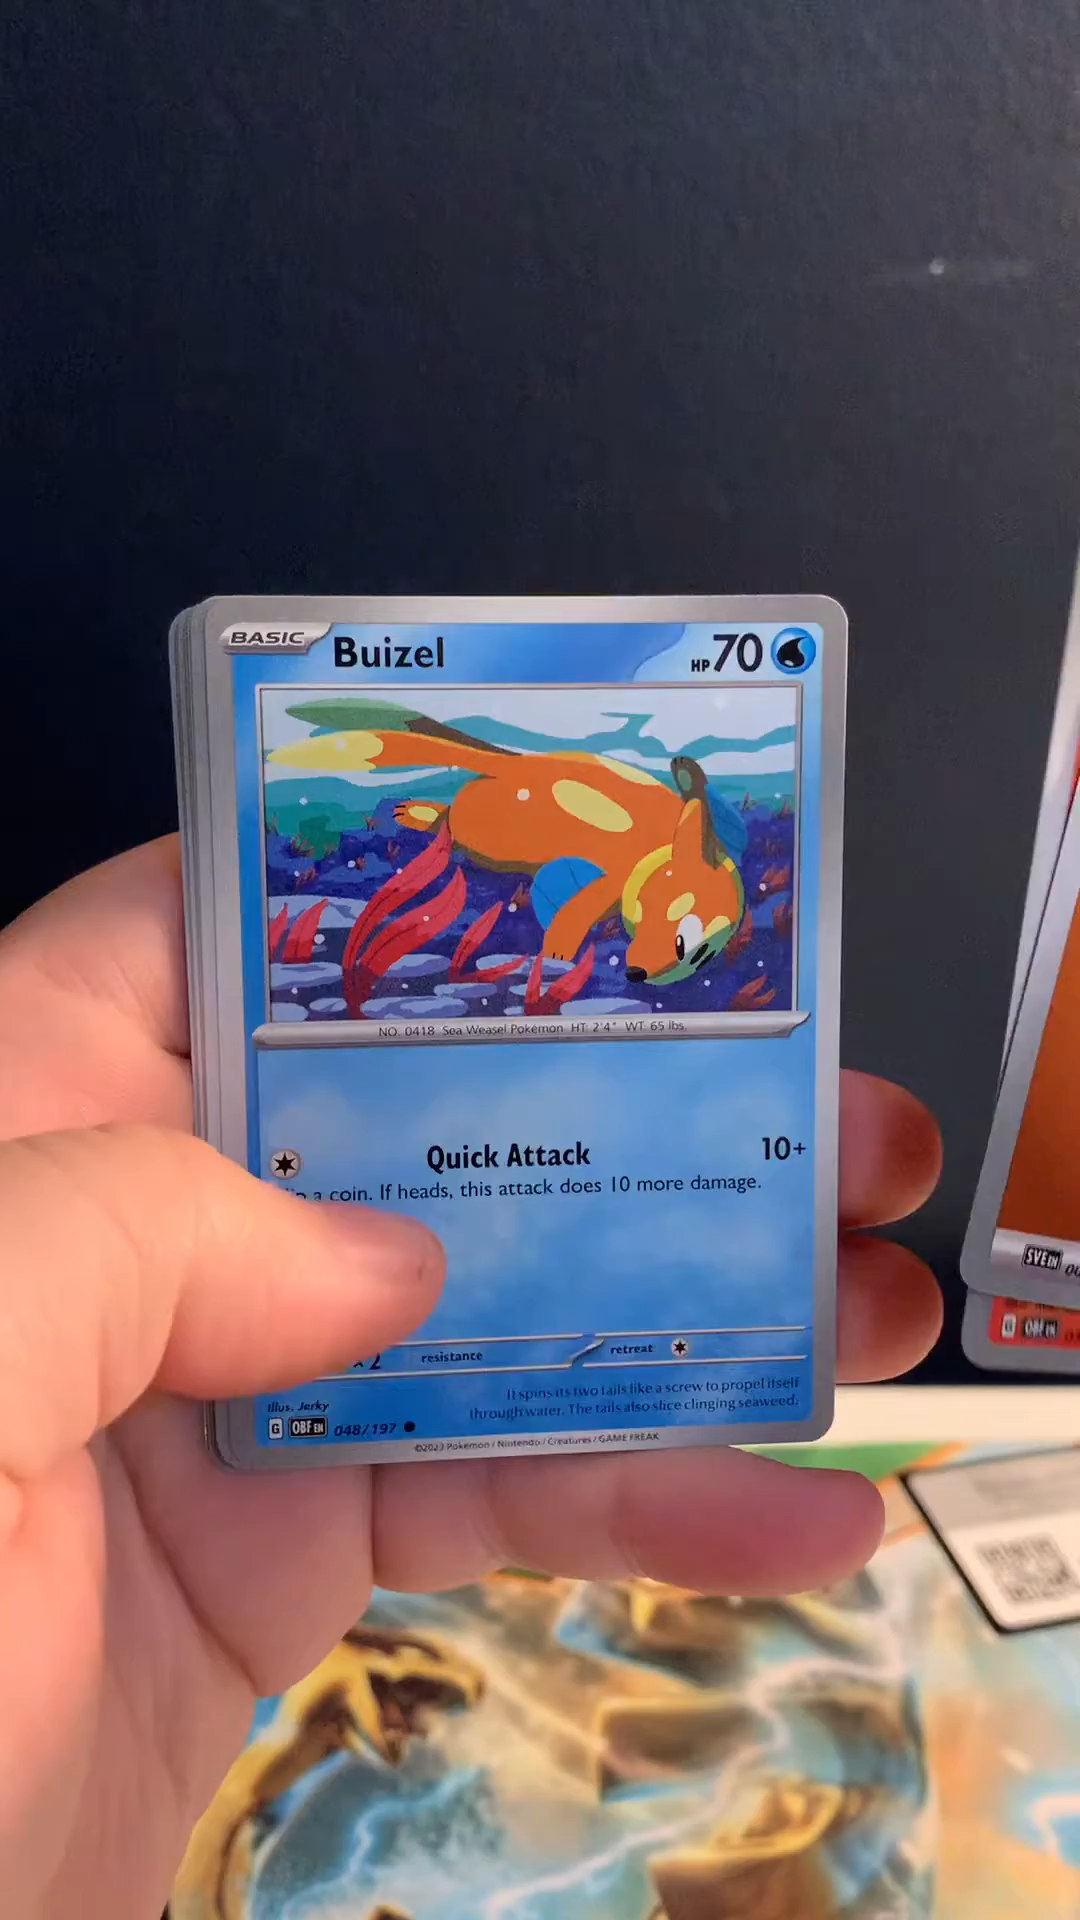 BASIC Buizel HP 70
NO. 0418 Sea Weasel Pokémon HT: 2'4" WT: 65 lbs.
Quick Attack 10+
a coin. If heads, this attack does 10 more damage.
×2 resistance retreat
It spins its two tails like a screw to propel itself
through water. The tails also slice clinging seaweed.
Illus. Jerky
G OBF EN 048/197
©2023 Pokémon / Nintendo / Creatures / GAME FREAK
SVE EN
G OBF EN